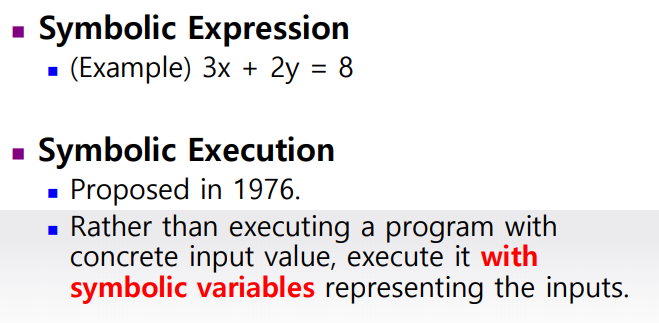 Symbolic Expression
(Example) 3x + 2y = 8
Symbolic Execution
Proposed in 1976.
Rather than executing a program with
concrete input value, execute it with
symbolic variables representing the inputs.